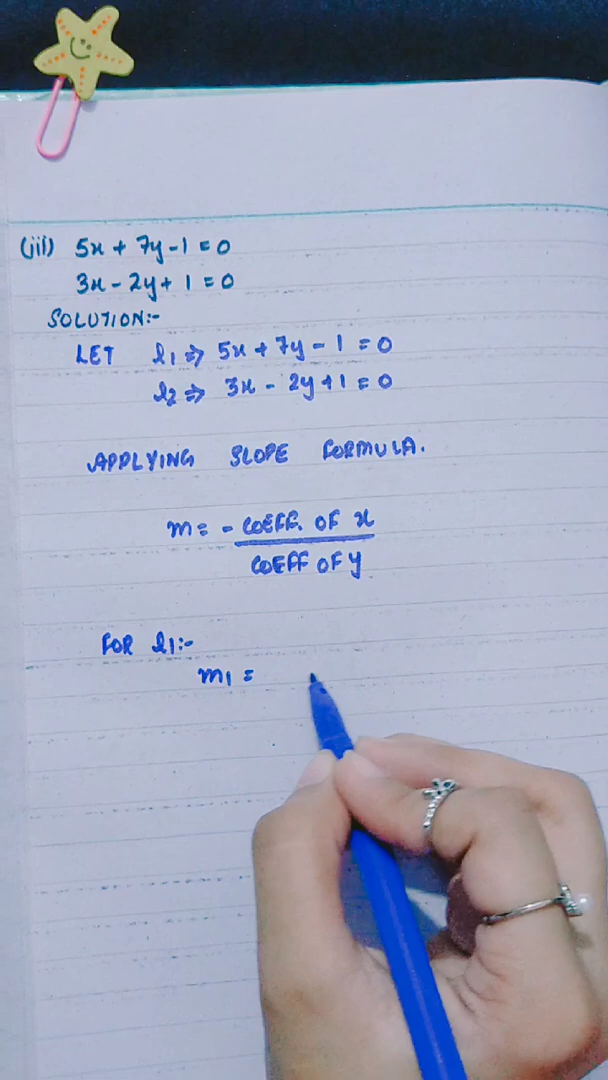 (iii) 5x + 7y - 1 = 0
3x - 2y + 1 = 0
SOLUTION:-
LET l1 => 5x + 7y - 1 = 0
l2 => 3x - 2y + 1 = 0
APPLYING SLOPE FORMULA.
m = - COEFF. OF x
COEFF OF y
FOR l1:-
m1 =